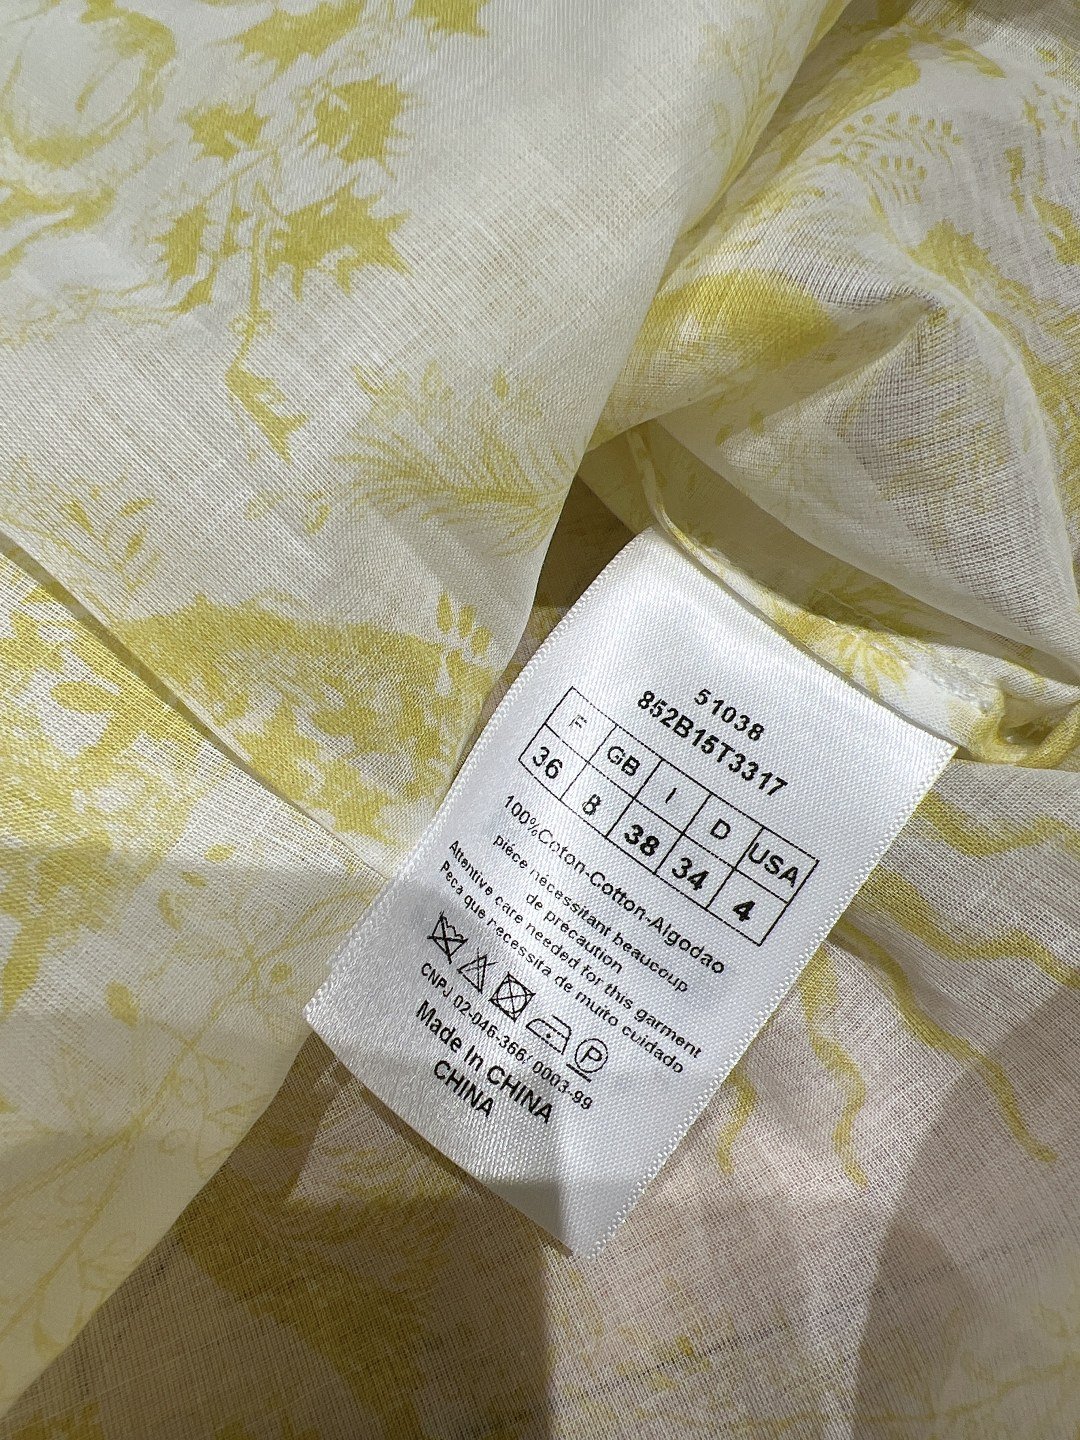 51038
852B15T3317
F GB I D USA
36 8 38 34 4
100%Coton-Cotton-Algodao
pièce nécessitant beaucoup
de précaution
Attentive care needed for this garment
Peca que necessita de muito cuidado
P
CNPJ 02-046-366/ 0003-99
Made In CHINA
CHINA